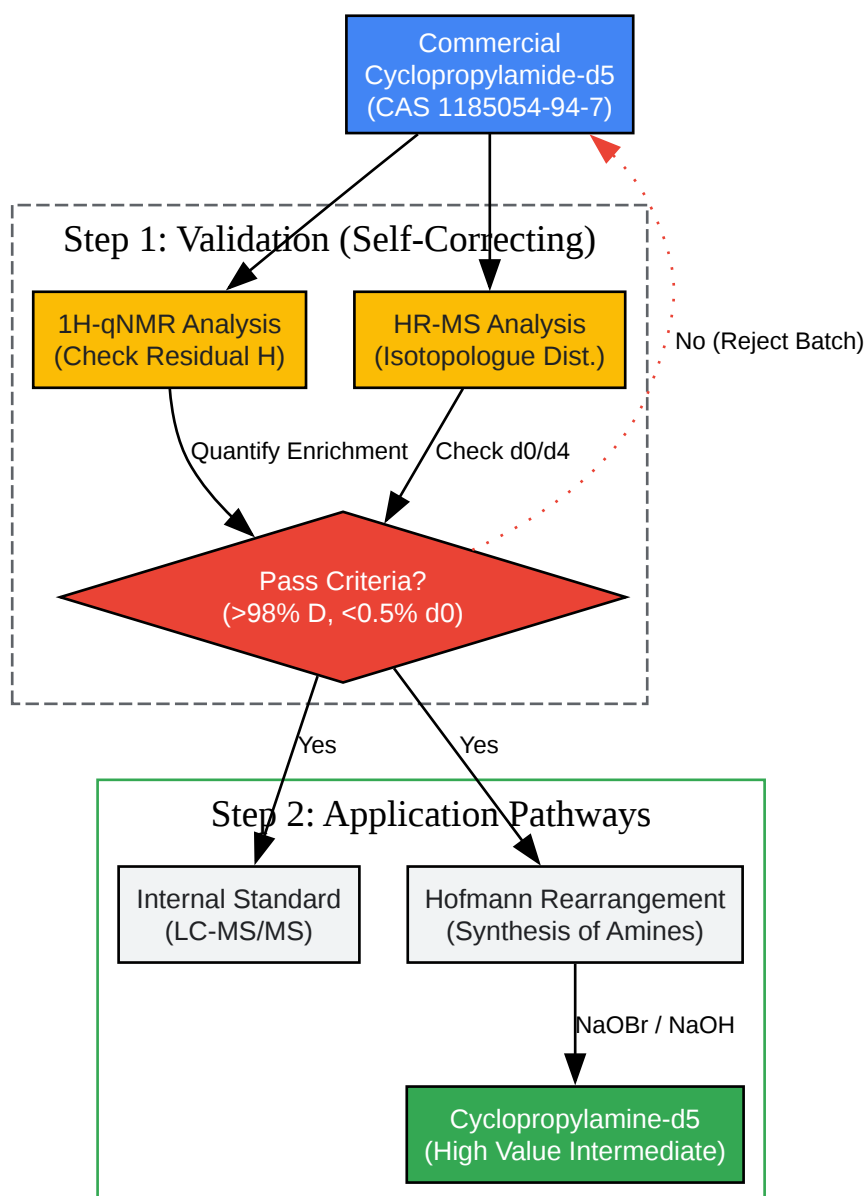 Commercial
Cyclopropylamide-d5
(CAS 1185054-94-7)
Step 1: Validation (Self-Correcting)
1H-qNMR Analysis
(Check Residual H)
HR-MS Analysis
(Isotopologue Dist.)
No (Reject Batch)
Quantify Enrichment
Check d0/d4
Pass Criteria?
(>98% D, <0.5% d0)
Yes
Yes
Step 2: Application Pathways
Internal Standard
(LC-MS/MS)
Hofmann Rearrangement
(Synthesis of Amines)
NaOBr / NaOH
Cyclopropylamine-d5
(High Value Intermediate)